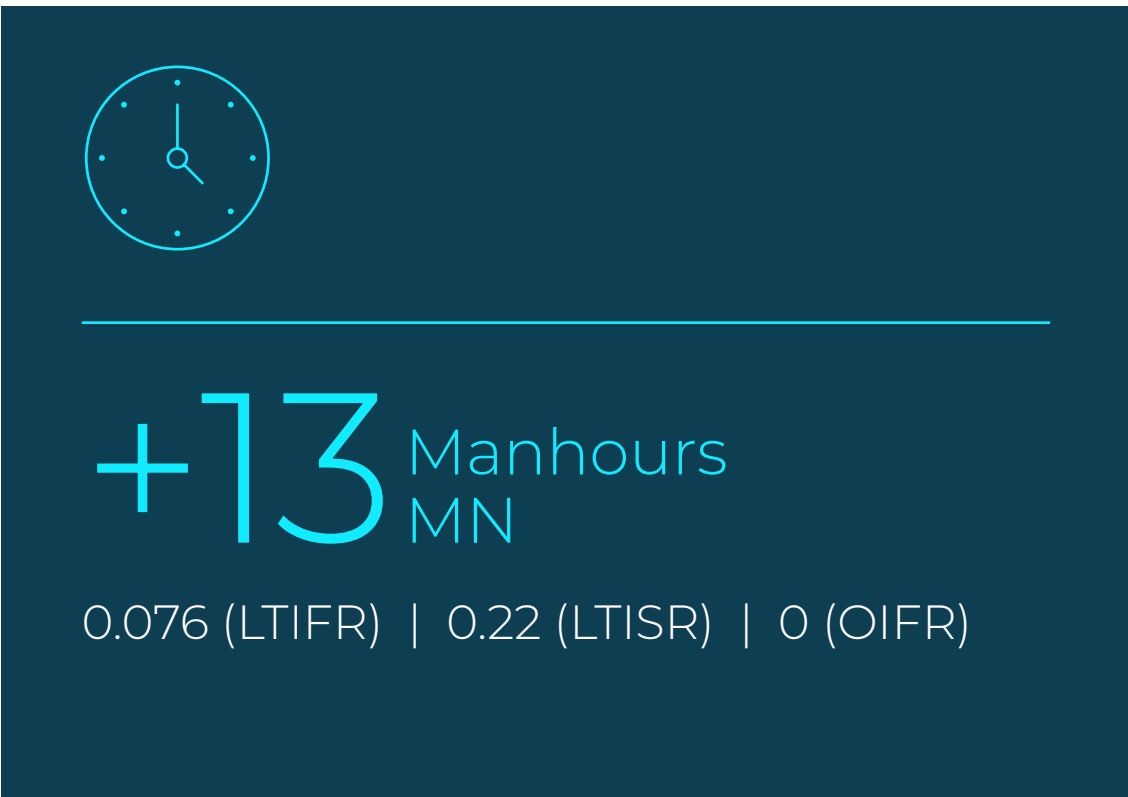 +13 Manhours
MN
0.076 (LTIFR) | 0.22 (LTISR) | 0 (OIFR)